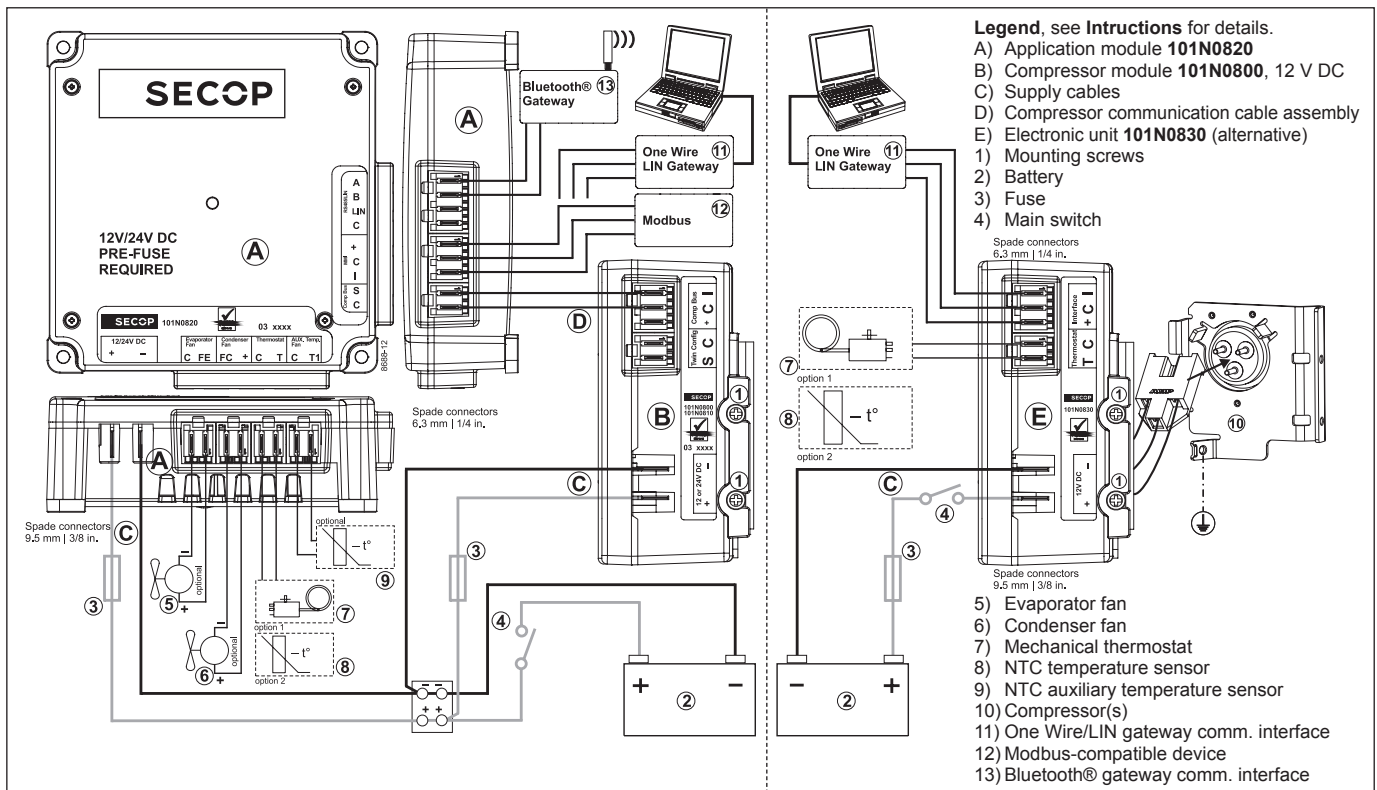 SECOP
12V/24V DC
PRE-FUSE
REQUIRED
A
A
B
LIN
C
RS485/LIN
+
C
I
HMI
S
C
Comp Bus
SECOP 101N0820
03 xxxx
12/24V DC
+ −
Evaporator Fan
C FE
Condenser Fan
FC +
Thermostat
C T
AUX. Temp. Fan
C T1
8688-12
A
Bluetooth® 13
Gateway
One Wire 11
LIN Gateway
Modbus 12
D
A
Spade connectors
6.3 mm | 1/4 in.
Spade connectors
9.5 mm | 3/8 in.
C
3
5
optional
− +
6
optional
− +
7
option 1
8
− t°
option 2
optional
− t°
9
Comp Bus
+ C I
Twin Config
S C I
SECOP
101N0800
101N0810
03 xxxx
12 or 24V DC
+ −
B
1
1
C
3
4
− −
+ +
+ 2 −
One Wire 11
LIN Gateway
Spade connectors
6.3 mm | 1/4 in.
7
option 1
8
− t°
option 2
Interface
+ C I
Thermostat
T C
SECOP
101N0830
12V DC
+ −
E
1
1
10
C
4
3
Spade connectors
9.5 mm | 3/8 in.
− 2 +
Legend, see Intructions for details.
A) Application module 101N0820
B) Compressor module 101N0800, 12 V DC
C) Supply cables
D) Compressor communication cable assembly
E) Electronic unit 101N0830 (alternative)
1) Mounting screws
2) Battery
3) Fuse
4) Main switch
5) Evaporator fan
6) Condenser fan
7) Mechanical thermostat
8) NTC temperature sensor
9) NTC auxiliary temperature sensor
10) Compressor(s)
11) One Wire/LIN gateway comm. interface
12) Modbus-compatible device
13) Bluetooth® gateway comm. interface